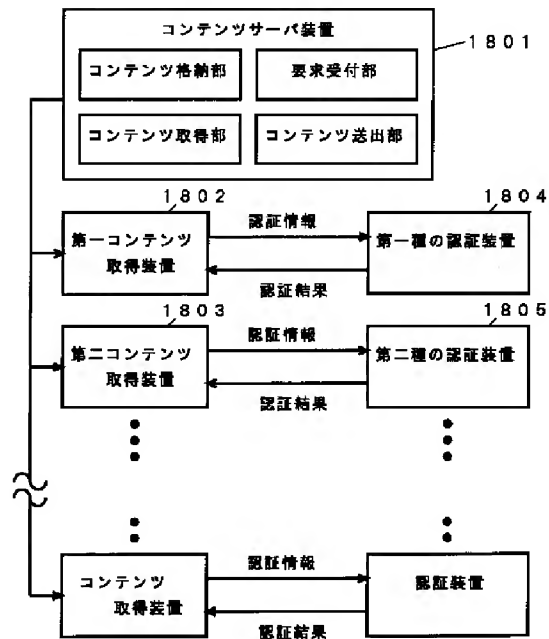 コンテンツサーバ装置
1801
コンテンツ格納部
要求受付部
コンテンツ取得部
コンテンツ送出部
1802
1804
第一コンテンツ
取得装置
認証情報
認証結果
第一種の認証装置
1803
1805
第二コンテンツ
取得装置
認証情報
認証結果
第二種の認証装置
コンテンツ
取得装置
認証情報
認証結果
認証装置